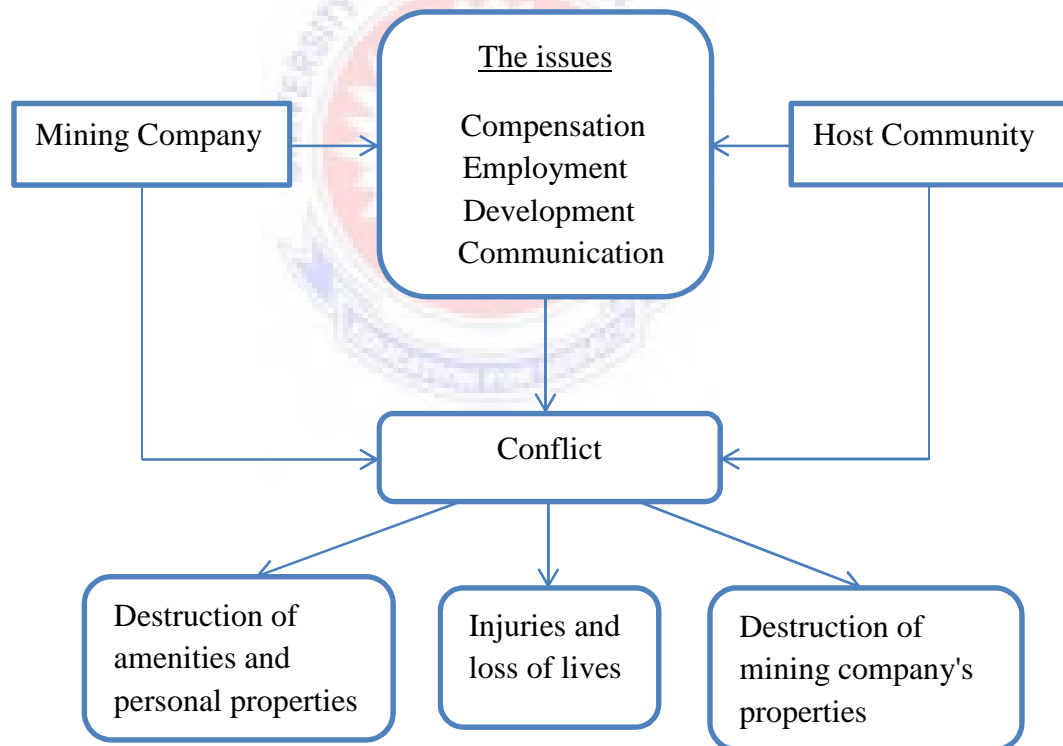 The issues
Compensation
Employment
Development
Communication
Mining Company
Host Community
Conflict
Destruction of
amenities and
personal properties
Injuries and
loss of lives
Destruction of
mining company's
properties